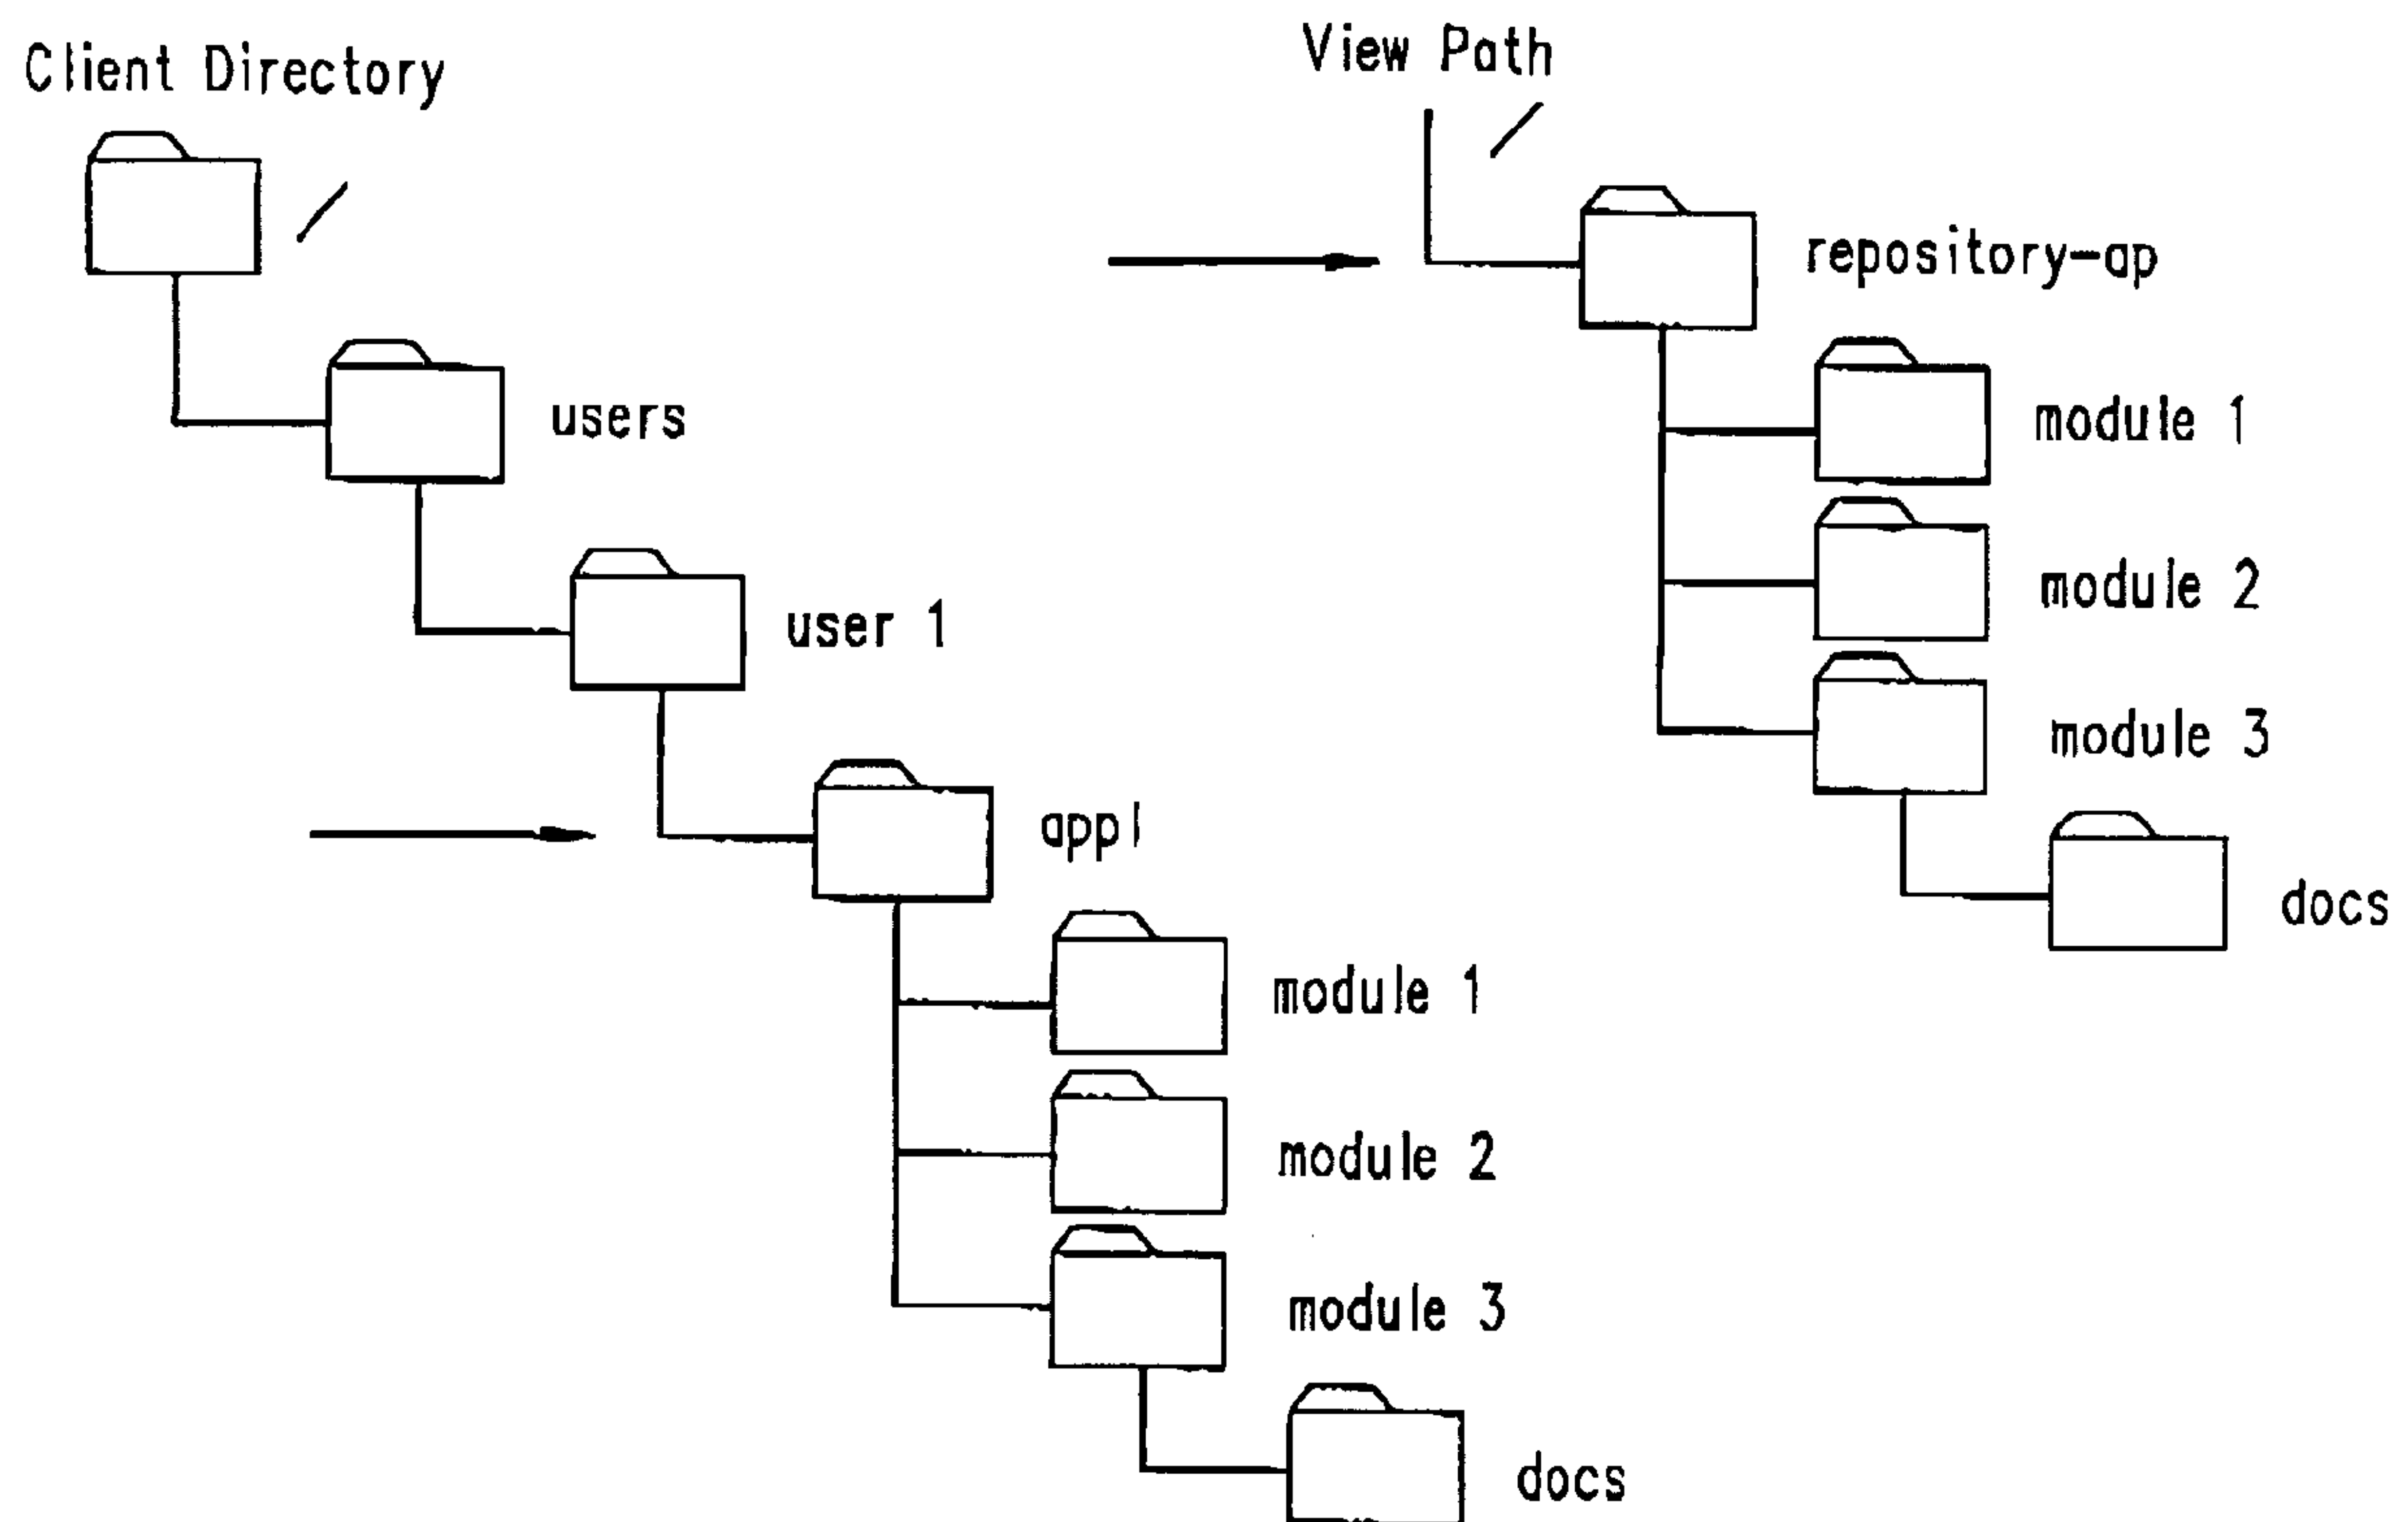 Client Directory
/
users
user 1
appl
module 1
module 2
module 3
docs
View Path
/
repository-ap
module 1
module 2
module 3
docs